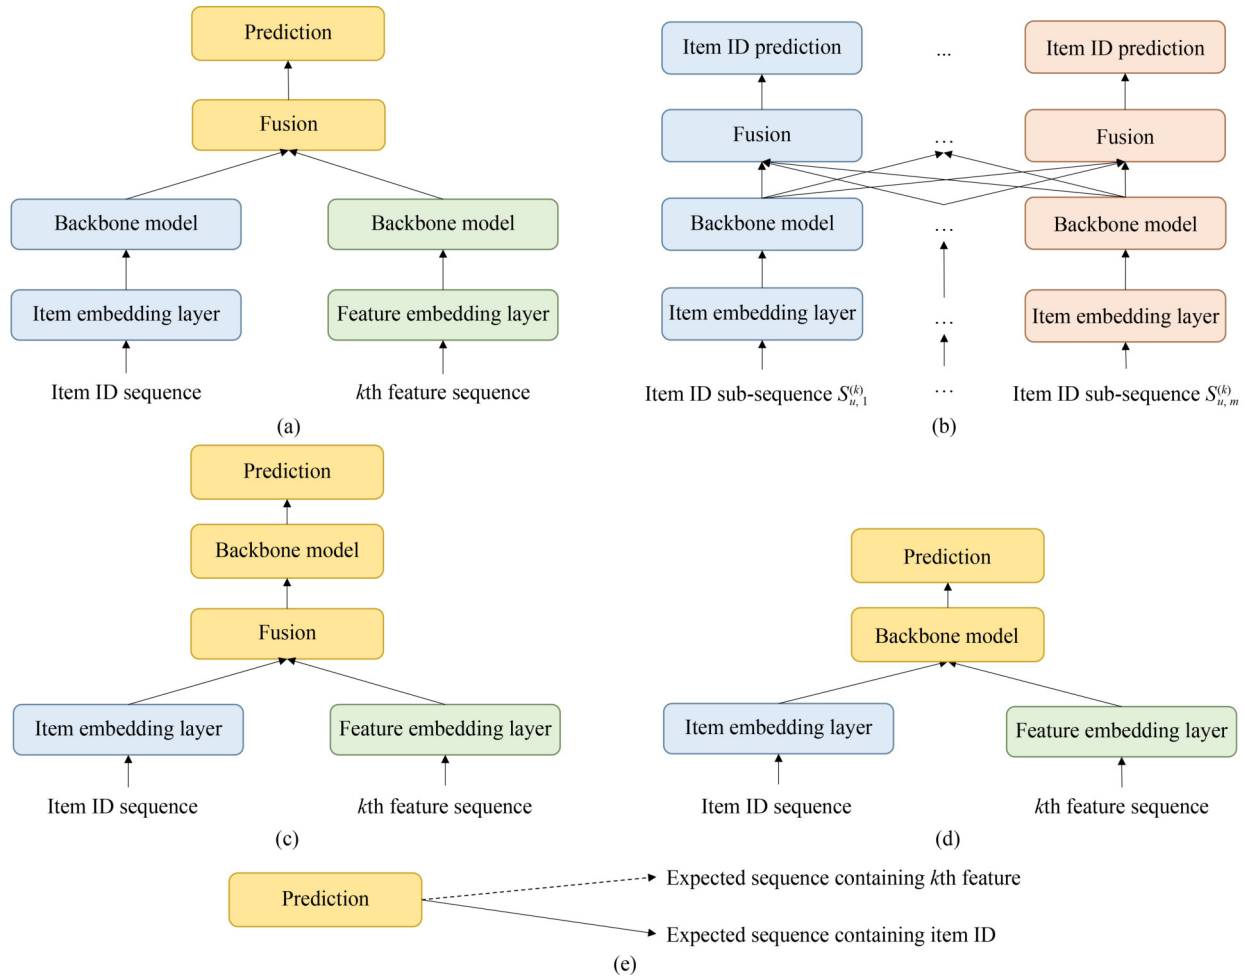 Prediction
Fusion
Backbone model
Backbone model
Item embedding layer
Feature embedding layer
Item ID sequence
kth feature sequence
(a)
Item ID prediction
...
Item ID prediction
Fusion
...
Fusion
Backbone model
...
Backbone model
Item embedding layer
...
Item embedding layer
Item ID sub-sequence $S_{u,1}^{(k)}$
...
Item ID sub-sequence $S_{u,m}^{(k)}$
(b)
Prediction
Backbone model
Fusion
Item embedding layer
Feature embedding layer
Item ID sequence
kth feature sequence
(c)
Prediction
Backbone model
Item embedding layer
Feature embedding layer
Item ID sequence
kth feature sequence
(d)
Prediction
Expected sequence containing kth feature
Expected sequence containing item ID
(e)